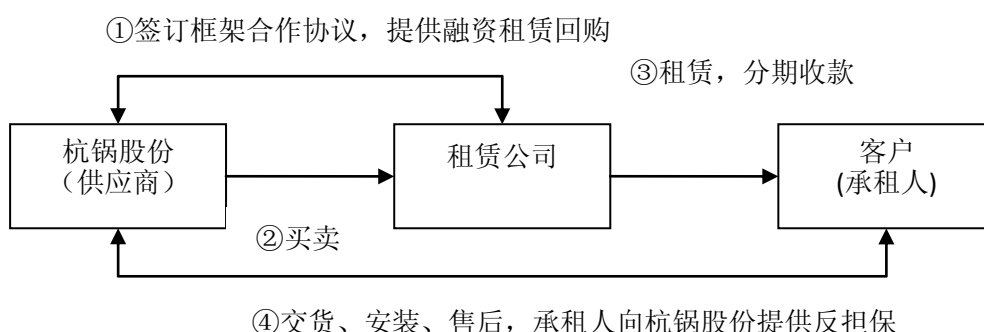 ①签订框架合作协议，提供融资租赁回购
③租赁，分期收款
杭锅股份
（供应商）
租赁公司
客户
(承租人)
②买卖
④交货、安装、售后，承租人向杭锅股份提供反担保